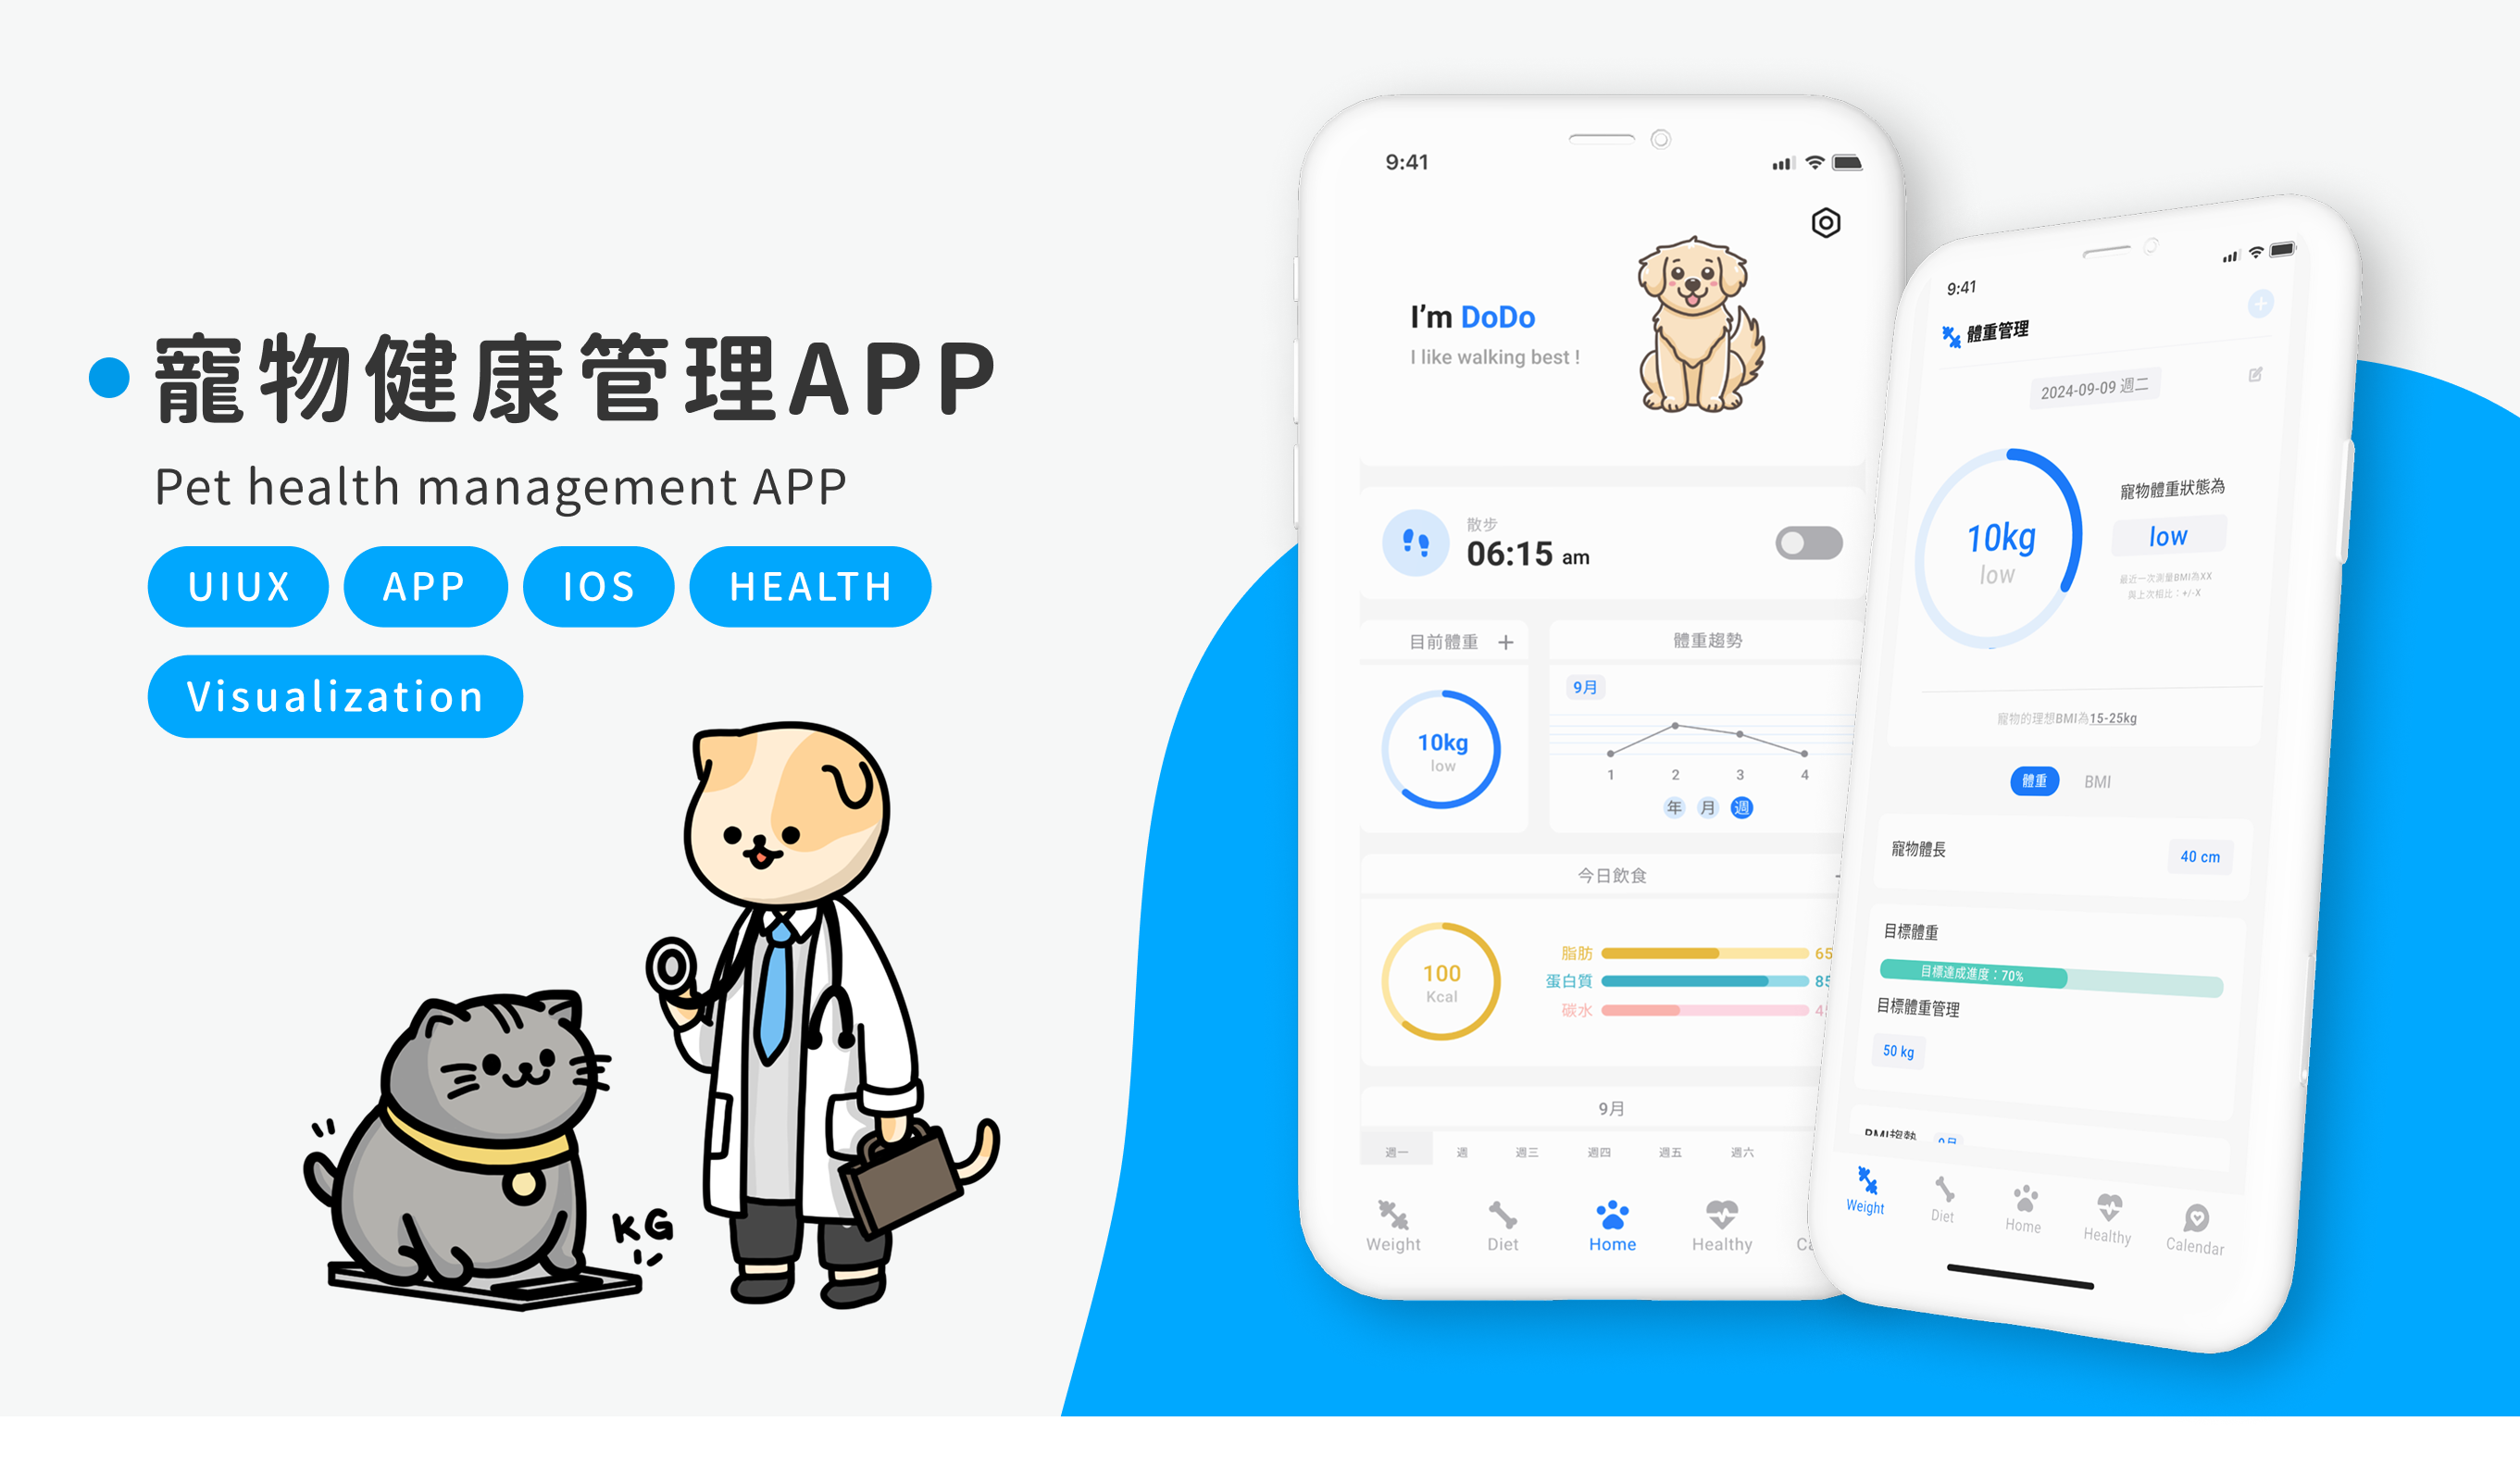 寵物健康管理APP
Pet health management APP
UIUX
APP
IOS
HEALTH
Visualization
KG
9:41
I'm DoDo
I like walking best !
散步
06:15 am
目前體重 +
10kg
low
體重趨勢
9月
1 2 3 4
年 月 週
今日飲食
100
Kcal
脂肪 65
蛋白質 85
碳水
9月
週一 週 週三 週四 週五 週六
Weight Diet Home Healthy
9:41
體重管理
2024-09-09 週二
10kg
low
寵物體重狀態為
low
最近一次測量BMI為XX
與上次相比：+/-X
寵物的理想BMI為15-25kg
體重 BMI
寵物體長 40 cm
目標體重
目標達成進度：70%
目標體重管理
50 kg
BMI趨勢 9月
Weight Diet Home Healthy Calendar